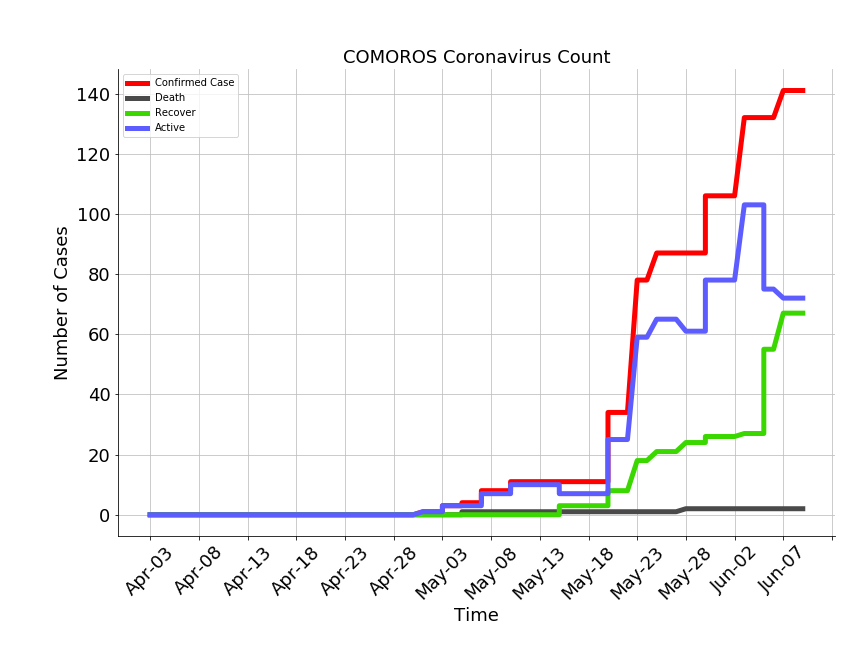 COMOROS Coronavirus Count
Confirmed Case
Death
Recover
Active
140
120
100
80
60
40
20
0
Number of Cases
Apr-03
Apr-08
Apr-13
Apr-18
Apr-23
Apr-28
May-03
May-08
May-13
May-18
May-23
May-28
Jun-02
Jun-07
Time